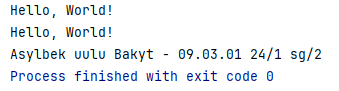 Hello, World!
Hello, World!
Asylbek uulu Bakyt - 09.03.01 24/1 sg/2
Process finished with exit code 0